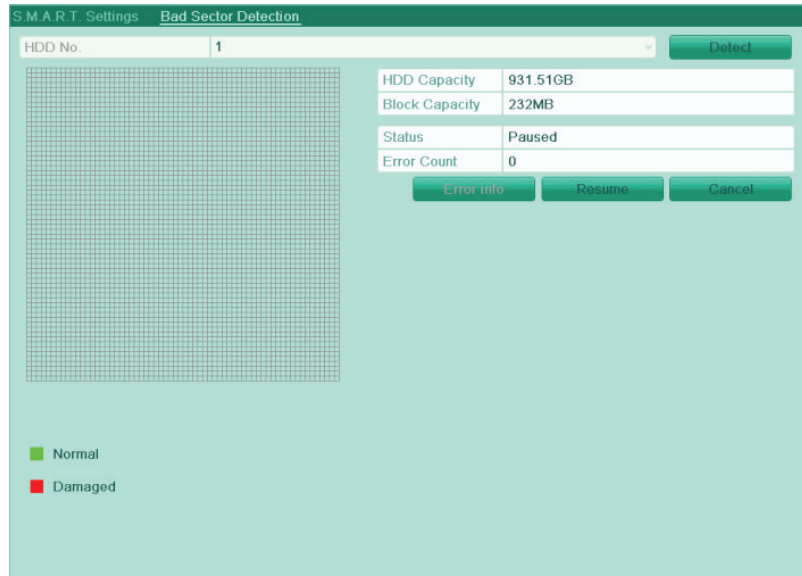 S.M.A.R.T. Settings Bad Sector Detection
HDD No. 1 Detect
HDD Capacity 931.51GB
Block Capacity 232MB
Status Paused
Error Count 0
Error info Resume Cancel
Normal
Damaged